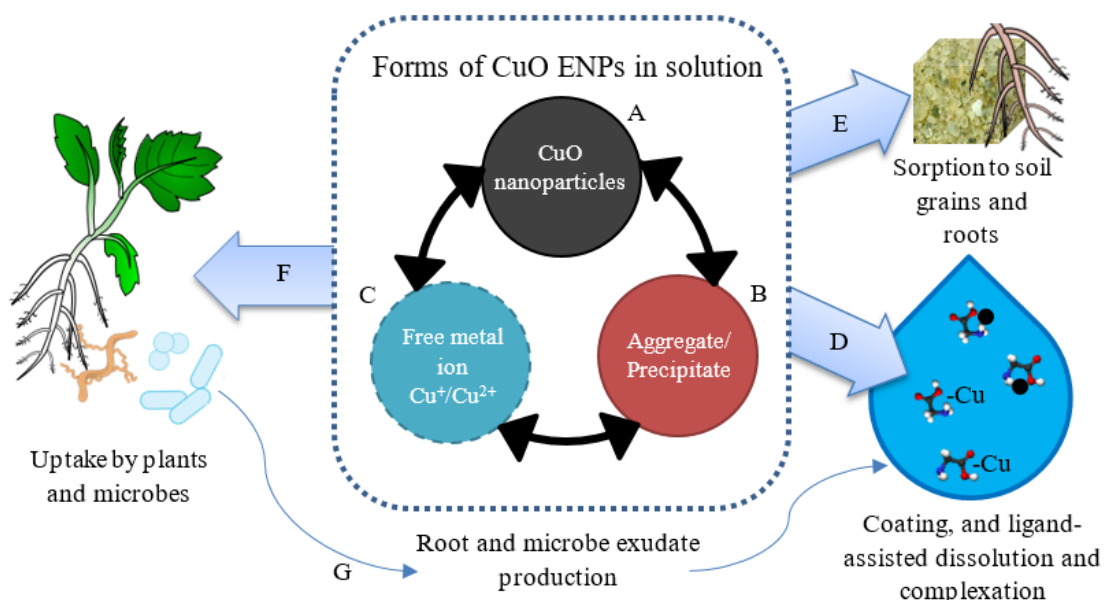 Forms of CuO ENPs in solution
A
CuO
nanoparticles
E
Sorption to soil
grains and
roots
F
C
B
Free metal
ion
Cu⁺/Cu²⁺
Aggregate/
Precipitate
D
-Cu
-Cu
Uptake by plants
and microbes
G
Root and microbe exudate
production
Coating, and ligand-
assisted dissolution and
complexation